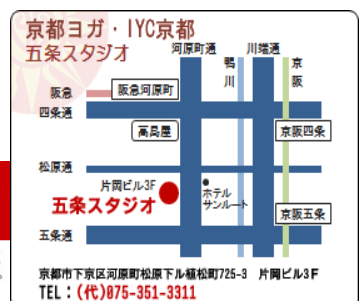 京都ヨガ・IYC京都
五条スタジオ
河原町通
鴨川
川端通
京阪
阪急
阪急河原町
四条通
高島屋
京阪四条
松原通
片岡ビル3F
五条スタジオ
ホテル
サンルート
京阪五条
五条通
京都市下京区河原町松原下ル植松町725-3 片岡ビル3F
TEL：(代)075-351-3311